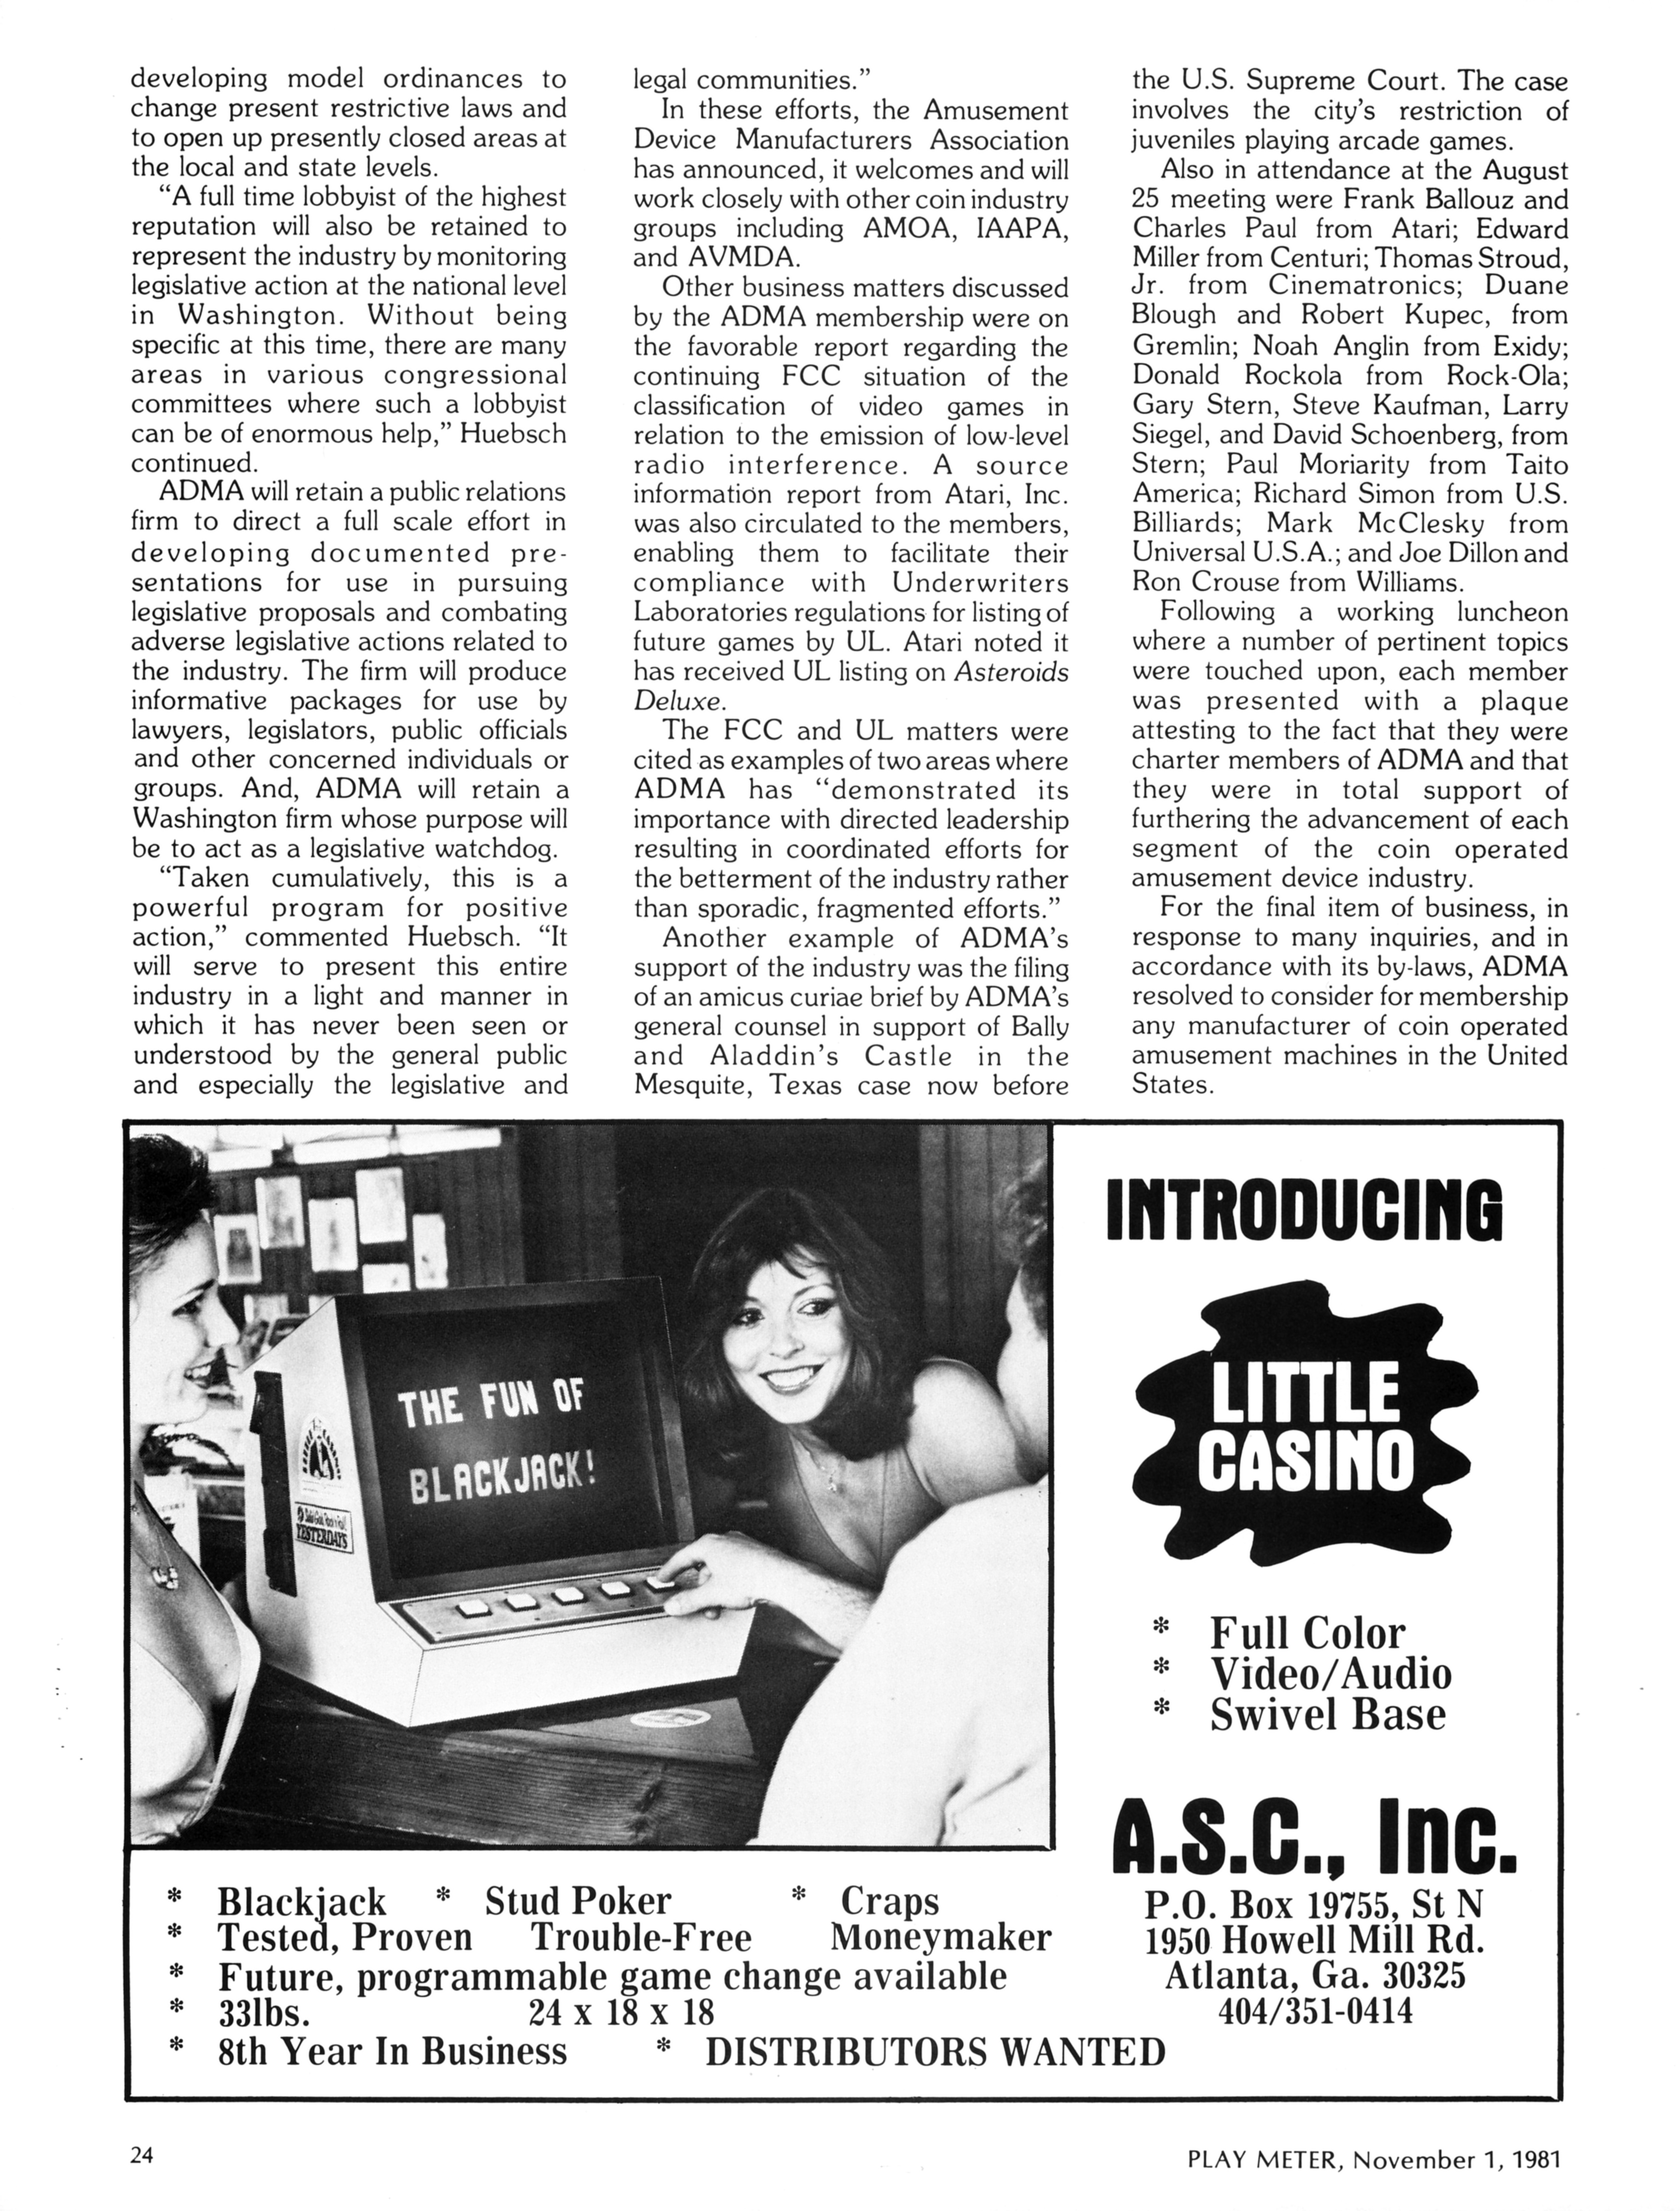 developing model ordinances to
change present restrictive laws and
to open up presently closed areas at
the local and state levels.
“A full time lobbyist of the highest
reputation will also be retained to
represent the industry by monitoring
legislative action at the national level
in Washington. Without being
specific at this time, there are many
areas in various congressional
committees where such a lobbyist
can be of enormous help,” Huebsch
continued.
ADMA will retain a public relations
firm to direct a full scale effort in
developing documented pre-
sentations for use in pursuing
legislative proposals and combating
adverse legislative actions related to
the industry. The firm will produce
informative packages for use by
lawyers, legislators, public officials
and other concerned individuals or
groups. And, ADMA will retain a
Washington firm whose purpose will
be to act as a legislative watchdog.
“Taken cumulatively, this is a
powerful program for positive
action,” commented Huebsch. “It
will serve to present this entire
industry in a light and manner in
which it has never been seen or
understood by the general public
and especially the legislative and
legal communities.”
In these efforts, the Amusement
Device Manufacturers Association
has announced, it welcomes and will
work closely with other coin industry
groups including AMOA, IAAPA,
and AVMDA.
Other business matters discussed
by the ADMA membership were on
the favorable report regarding the
continuing FCC situation of the
classification of video games in
relation to the emission of low-level
radio interference. A source
information report from Atari, Inc.
was also circulated to the members,
enabling them to facilitate their
compliance with Underwriters
Laboratories regulations for listing of
future games by UL. Atari noted it
has received UL listing on Asteroids
Deluxe.
The FCC and UL matters were
cited as examples of two areas where
ADMA has “demonstrated its
importance with directed leadership
resulting in coordinated efforts for
the betterment of the industry rather
than sporadic, fragmented efforts.”
Another example of ADMA’s
support of the industry was the filing
of an amicus curiae brief by ADMA’s
general counsel in support of Bally
and Aladdin’s Castle in the
Mesquite, Texas case now before
the U.S. Supreme Court. The case
involves the city’s restriction of
juveniles playing arcade games.
Also in attendance at the August
25 meeting were Frank Ballouz and
Charles Paul from Atari; Edward
Miller from Centuri; Thomas Stroud,
Jr. from Cinematronics; Duane
Blough and Robert Kupec, from
Gremlin; Noah Anglin from Exidy;
Donald Rockola from Rock-Ola;
Gary Stern, Steve Kaufman, Larry
Siegel, and David Schoenberg, from
Stern; Paul Moriarity from Taito
America; Richard Simon from U.S.
Billiards; Mark McClesky from
Universal U.S.A.; and Joe Dillon and
Ron Crouse from Williams.
Following a working luncheon
where a number of pertinent topics
were touched upon, each member
was presented with a plaque
attesting to the fact that they were
charter members of ADMA and that
they were in total support of
furthering the advancement of each
segment of the coin operated
amusement device industry.
For the final item of business, in
response to many inquiries, and in
accordance with its by-laws, ADMA
resolved to consider for membership
any manufacturer of coin operated
amusement machines in the United
States.
THE FUN OF
BLACKJACK!
YESTERDAYS
INTRODUCING
LITTLE
CASINO
* Full Color
* Video/Audio
* Swivel Base
A.S.C., Inc.
P.O. Box 19755, St N
1950 Howell Mill Rd.
Atlanta, Ga. 30325
404/351-0414
* Blackjack * Stud Poker * Craps
* Tested, Proven Trouble-Free Moneymaker
* Future, programmable game change available
* 33lbs. 24 x 18 x 18
* 8th Year In Business * DISTRIBUTORS WANTED
24
PLAY METER, November 1, 1981